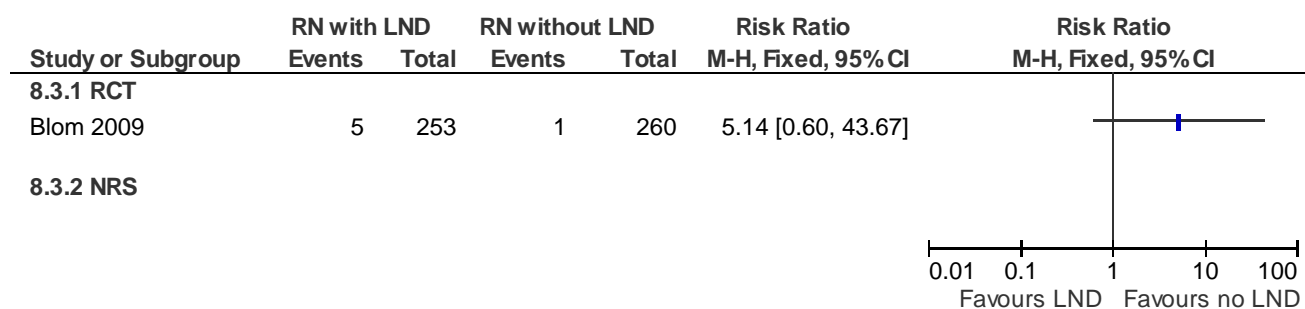 RN with LND RN without LND Risk Ratio Risk Ratio
Study or Subgroup Events Total Events Total M-H, Fixed, 95% CI M-H, Fixed, 95% CI
8.3.1 RCT
Blom 2009 5 253 1 260 5.14 [0.60, 43.67]
8.3.2 NRS
0.01 0.1 1 10 100
Favours LND Favours no LND